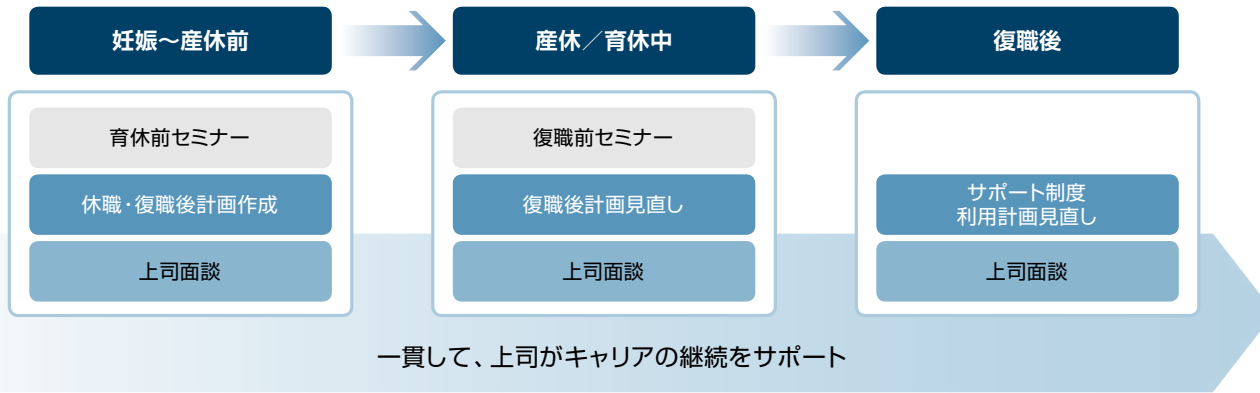 妊娠～産休前
産休／育休中
復職後
育休前セミナー
休職・復職後計画作成
上司面談
復職前セミナー
復職後計画見直し
上司面談
サポート制度
利用計画見直し
上司面談
一貫して、上司がキャリアの継続をサポート